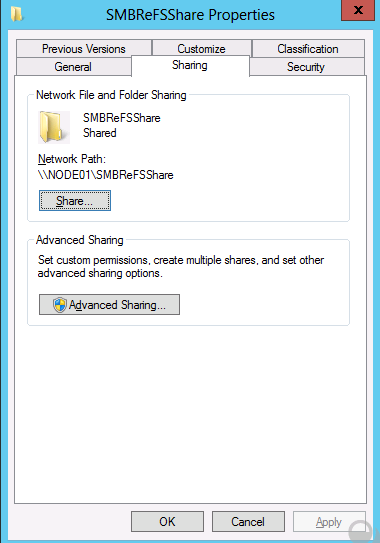 SMBReFSShare Properties
x
Previous Versions
Customize
Classification
General
Sharing
Security
Network File and Folder Sharing
SMBReFSShare
Shared
Network Path:
\\NODE01\SMBReFSShare
Share...
Advanced Sharing
Set custom permissions, create multiple shares, and set other
advanced sharing options.
Advanced Sharing...
OK
Cancel
Apply